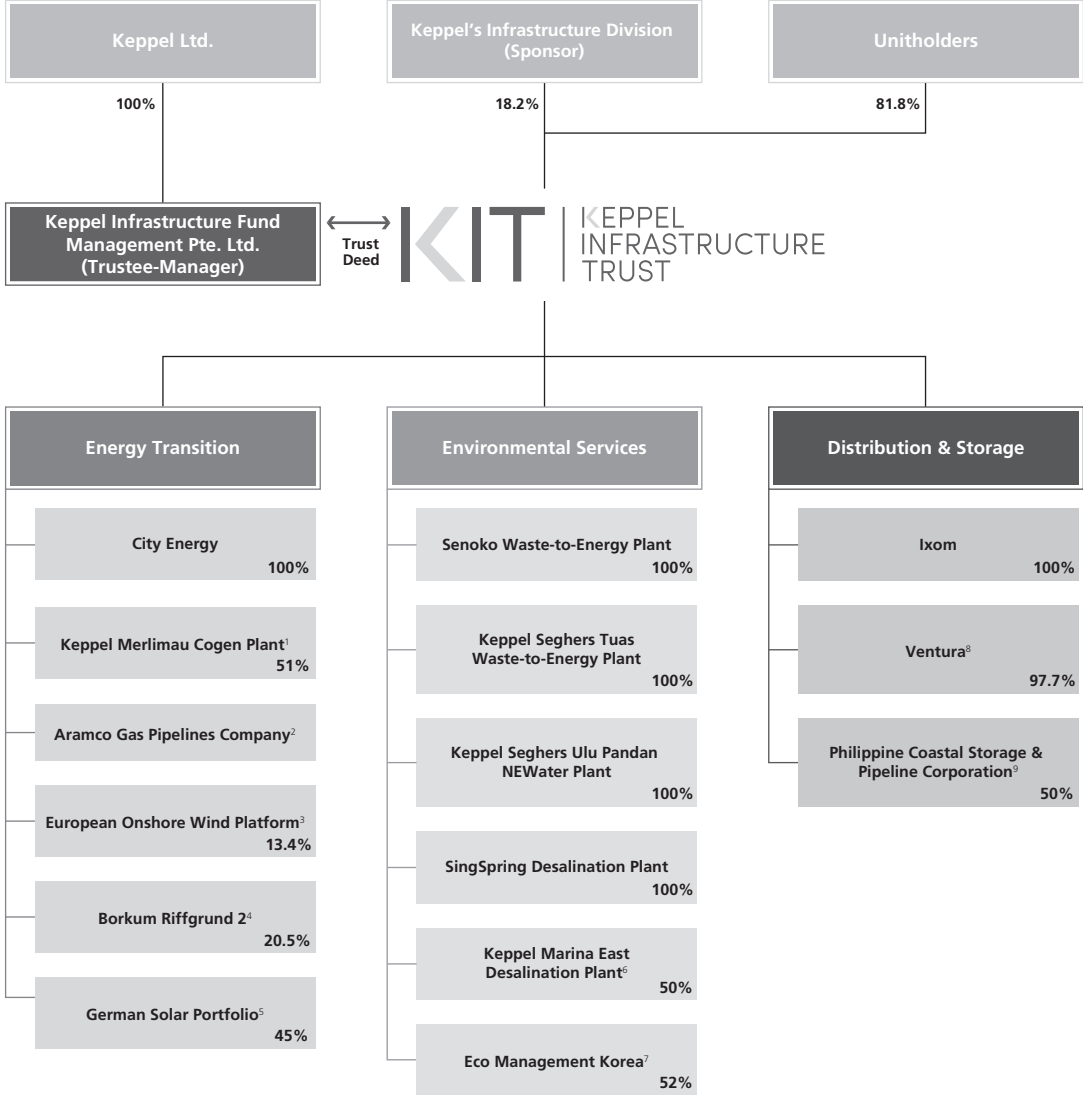 Keppel Ltd.
Keppel's Infrastructure Division
(Sponsor)
Unitholders
100%
18.2%
81.8%
Keppel Infrastructure Fund
Management Pte. Ltd.
(Trustee-Manager)
Trust
Deed
KIT
KEPPEL
INFRASTRUCTURE
TRUST
Energy Transition
City Energy
100%
Keppel Merlimau Cogen Plant¹
51%
Aramco Gas Pipelines Company²
European Onshore Wind Platform³
13.4%
Borkum Riffgrund 2⁴
20.5%
German Solar Portfolio⁵
45%
Environmental Services
Senoko Waste-to-Energy Plant
100%
Keppel Seghers Tuas
Waste-to-Energy Plant
100%
Keppel Seghers Ulu Pandan
NEWater Plant
100%
SingSpring Desalination Plant
100%
Keppel Marina East
Desalination Plant⁶
50%
Eco Management Korea⁷
52%
Distribution & Storage
Ixom
100%
Ventura⁸
97.7%
Philippine Coastal Storage &
Pipeline Corporation⁹
50%